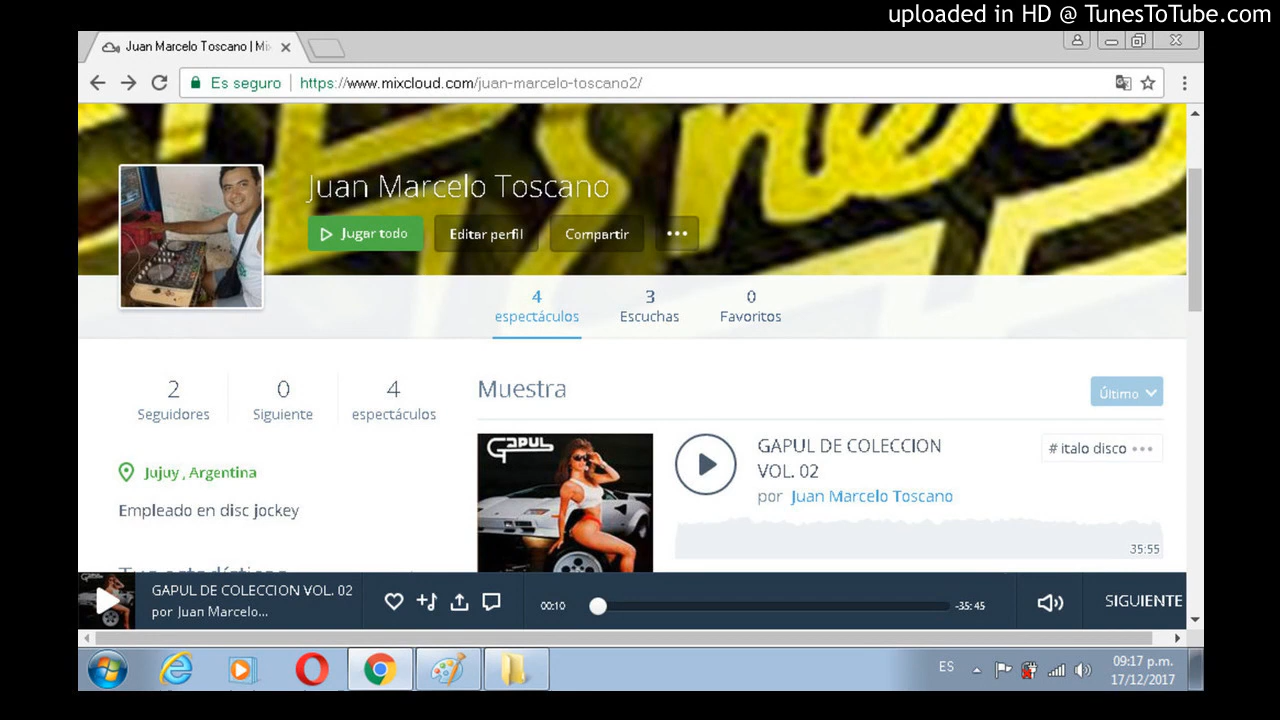 uploaded in HD @ TunesToTube.com
Juan Marcelo Toscano | Mi
Es seguro
https://www.mixcloud.com/juan-marcelo-toscano2/
Juan Marcelo Toscano
Jugar todo
Editar perfil
Compartir
4
espectáculos
3
Escuchas
0
Favoritos
2
Seguidores
0
Siguiente
4
espectáculos
Jujuy, Argentina
Empleado en disc jockey
Tus estadísticas
Muestra
Último
GAPUL
GAPUL DE COLECCION
VOL. 02
por Juan Marcelo Toscano
# italo disco
35:55
GAPUL DE COLECCION VOL. 02
por Juan Marcelo...
00:10
-35:45
SIGUIENTE
ES
09:17 p.m.
17/12/2017